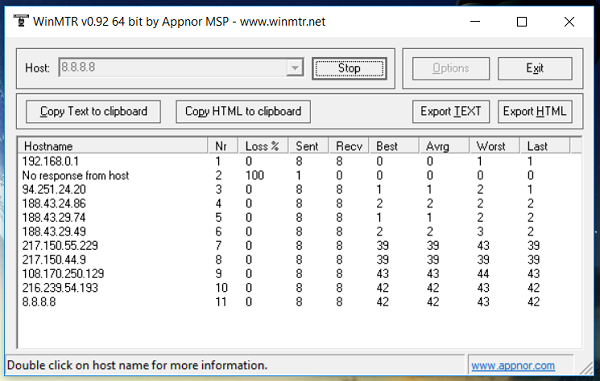 WinMTR v0.92 64 bit by Appnor MSP - www.winmtr.net
Host: 8.8.8.8 Stop Options Exit
Copy Text to clipboard Copy HTML to clipboard Export TEXT Export HTML
Hostname Nr Loss % Sent Recv Best Avrg Worst Last
192.168.0.1 1 0 8 8 0 0 1 1
No response from host 2 100 1 0 0 0 0 0
94.251.24.20 3 0 8 8 1 1 2 1
188.43.24.86 4 0 8 8 2 2 2 2
188.43.29.74 5 0 8 8 1 1 2 2
188.43.29.49 6 0 8 8 2 2 3 2
217.150.55.229 7 0 8 8 39 39 43 39
217.150.44.9 8 0 8 8 39 39 39 39
108.170.250.129 9 0 8 8 43 43 44 43
216.239.54.193 10 0 8 8 42 42 43 42
8.8.8.8 11 0 8 8 42 42 43 42
Double click on host name for more information. www.appnor.com